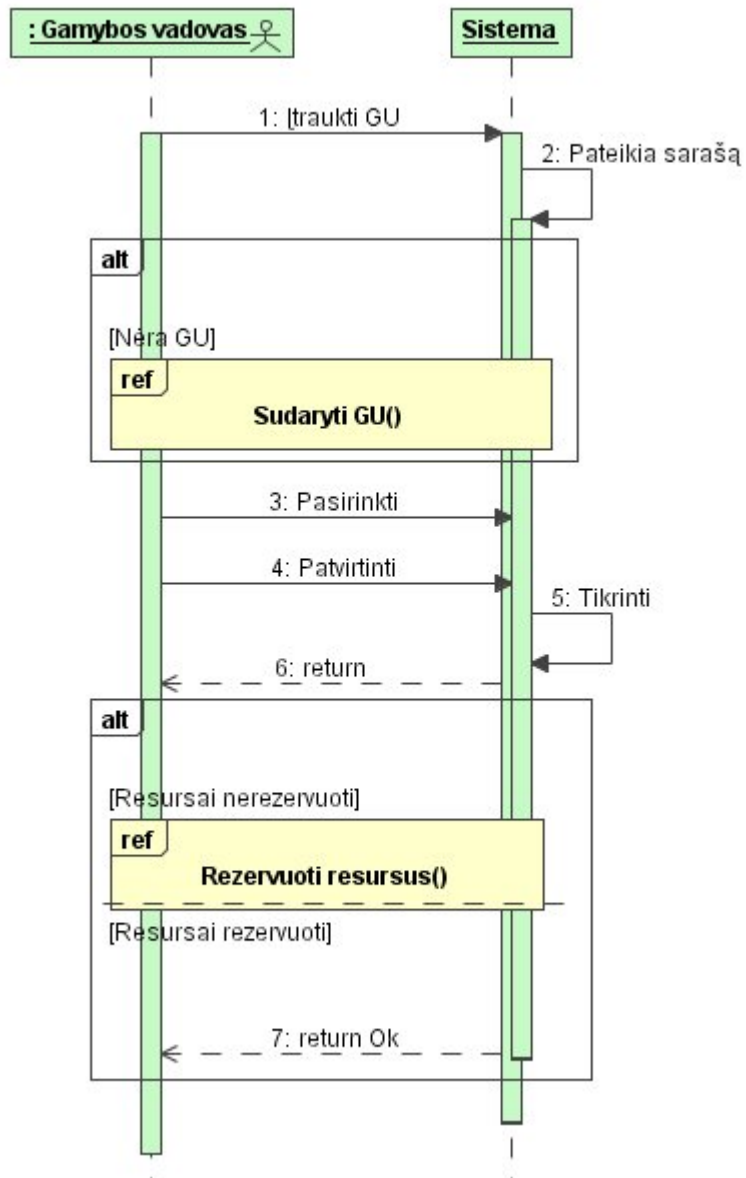 : Gamybos vadovas
Sistema
1: Įtraukti GU
2: Pateikia sarašą
alt
[Nėra GU]
ref
Sudaryti GU()
3: Pasirinkti
4: Patvirtinti
5: Tikrinti
6: return
alt
[Resursai nerezervuoti]
ref
Rezervuoti resursus()
[Resursai rezervuoti]
7: return Ok